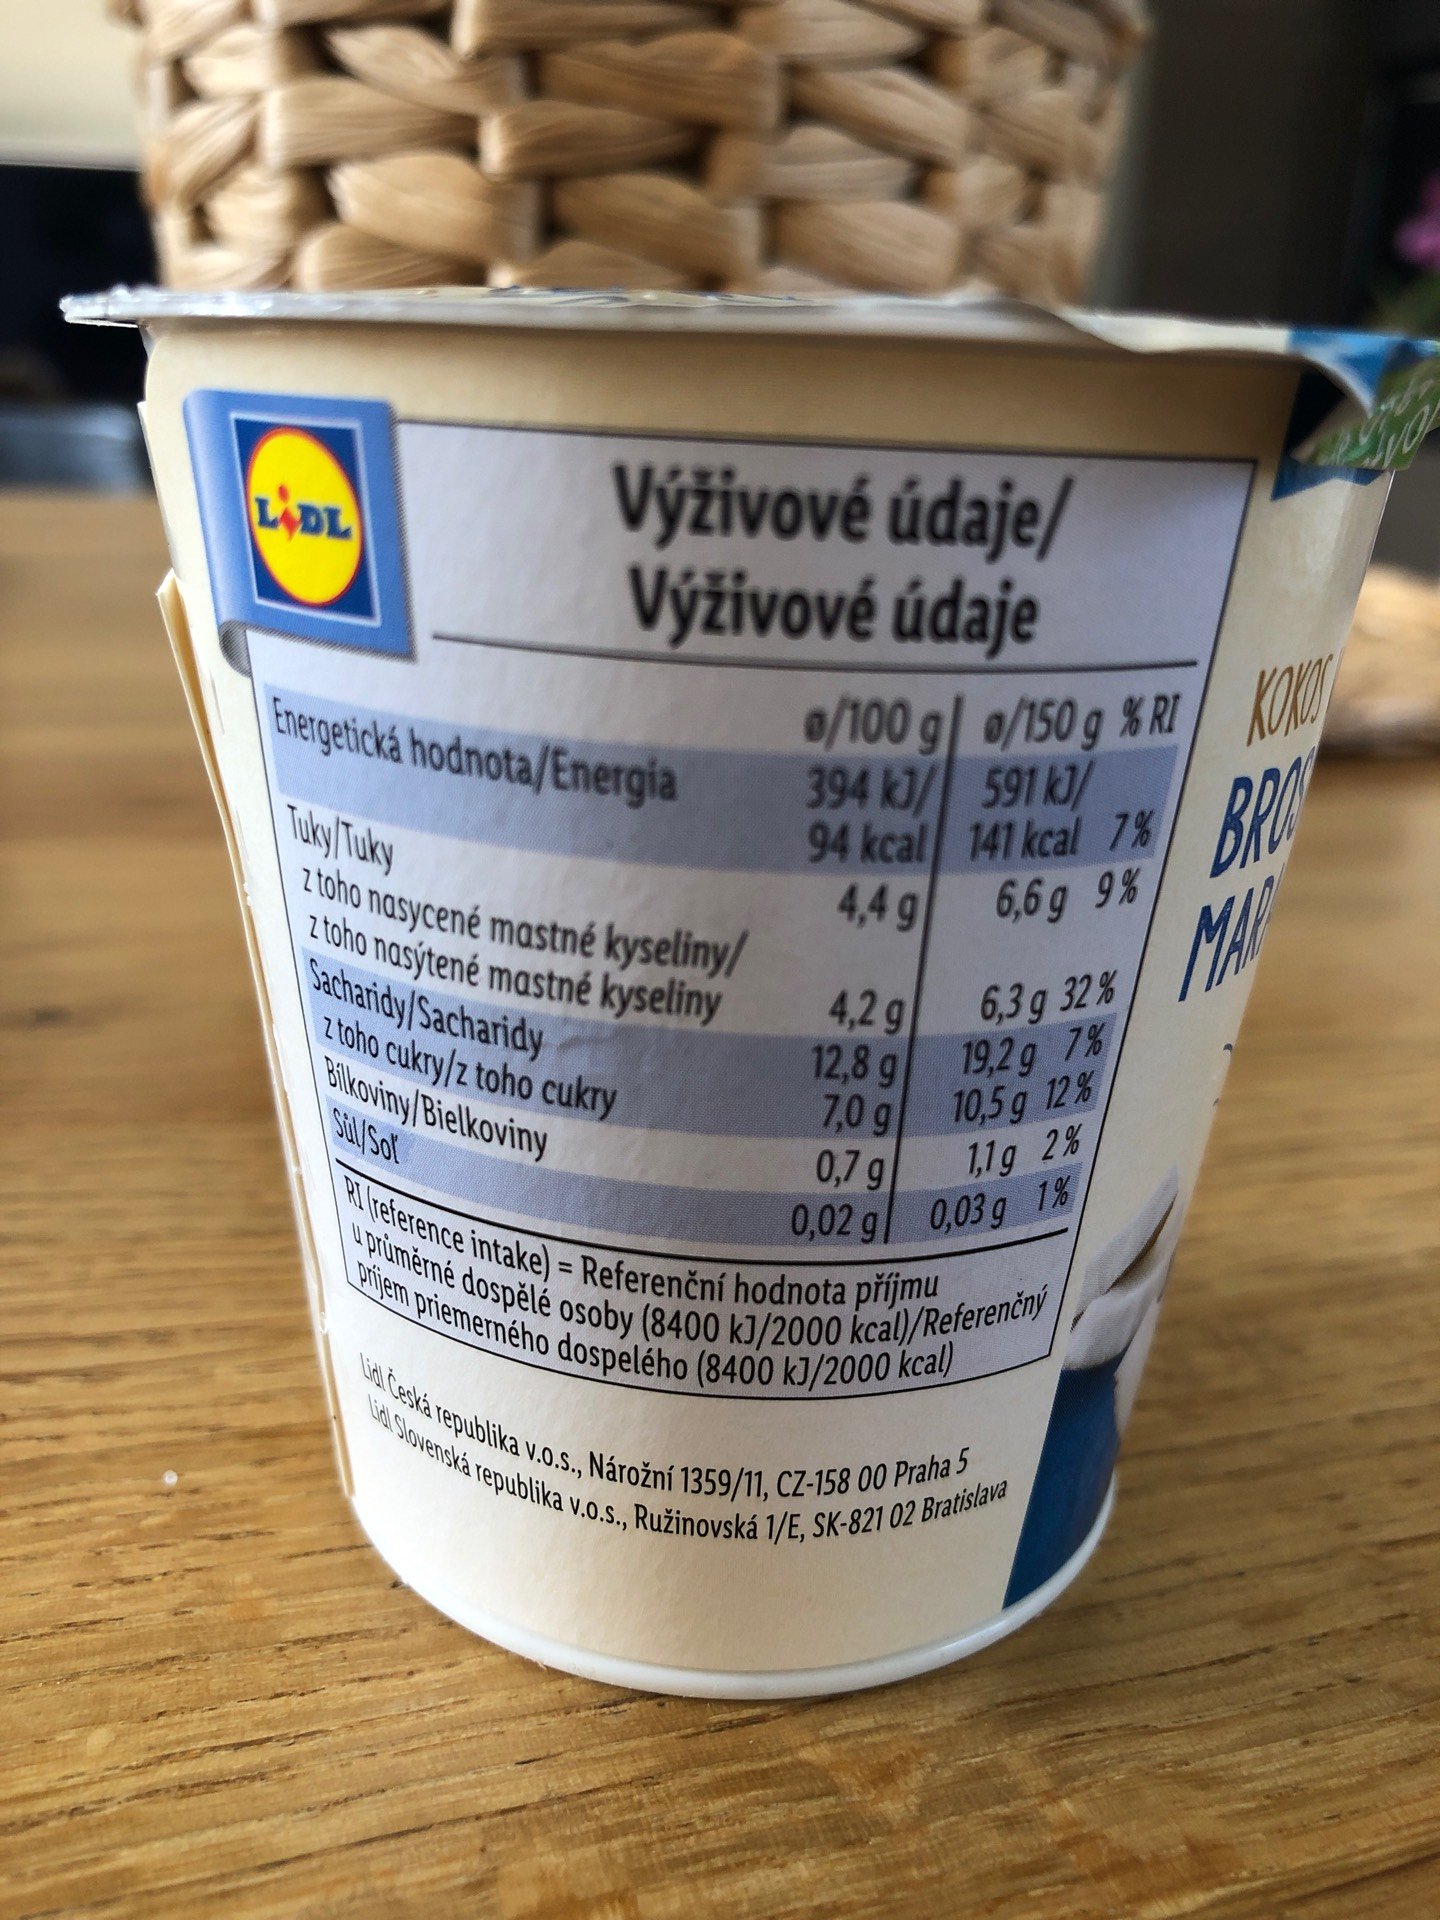 LIDL
Výživové údaje/
Výživové údaje
ø/100 g ø/150 g % RI
Energetická hodnota/Energia 394 kJ/ 591 kJ/
94 kcal 141 kcal 7 %
Tuky/Tuky 4,4 g 6,6 g 9 %
z toho nasycené mastné kyseliny/
z toho nasýtené mastné kyseliny 4,2 g 6,3 g 32 %
Sacharidy/Sacharidy 12,8 g 19,2 g 7 %
z toho cukry/z toho cukry 7,0 g 10,5 g 12 %
Bílkoviny/Bielkoviny 0,7 g 1,1 g 2 %
Sůl/Soľ 0,02 g 0,03 g 1 %
RI (reference intake) = Referenční hodnota příjmu
u průměrné dospělé osoby (8400 kJ/2000 kcal)/Referenčný
príjem priemerného dospelého (8400 kJ/2000 kcal)
Lidl Česká republika v.o.s., Nárožní 1359/11, CZ-158 00 Praha 5
Lidl Slovenská republika v.o.s., Ružinovská 1/E, SK-821 02 Bratislava
KOKOS